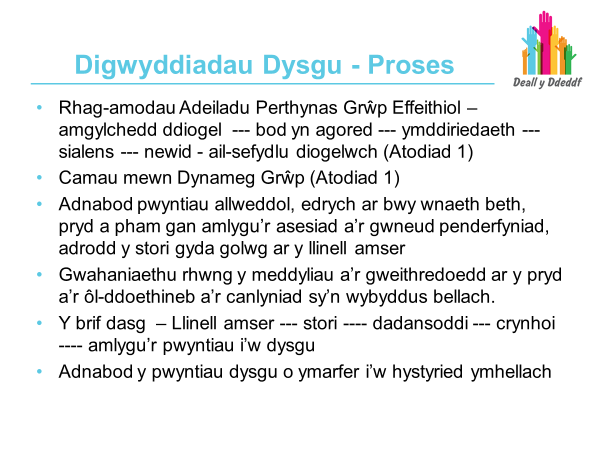 Digwyddiadau Dysgu - Proses
Deall y Ddeddf
• Rhag-amodau Adeiladu Perthynas Grŵp Effeithiol –
amgylchedd ddiogel --- bod yn agored --- ymddiriedaeth ---
sialens --- newid - ail-sefydlu diogelwch (Atodiad 1)
• Camau mewn Dynameg Grŵp (Atodiad 1)
• Adnabod pwyntiau allweddol, edrych ar bwy wnaeth beth,
pryd a pham gan amlygu’r asesiad a’r gwneud penderfyniad,
adrodd y stori gyda golwg ar y llinell amser
• Gwahaniaethu rhwng y meddyliau a’r gweithredoedd ar y pryd
a’r ôl-ddoethineb a’r canlyniad sy’n wybyddus bellach.
• Y brif dasg – Llinell amser --- stori ---- dadansoddi --- crynhoi
---- amlygu’r pwyntiau i’w dysgu
• Adnabod y pwyntiau dysgu o ymarfer i’w hystyried ymhellach